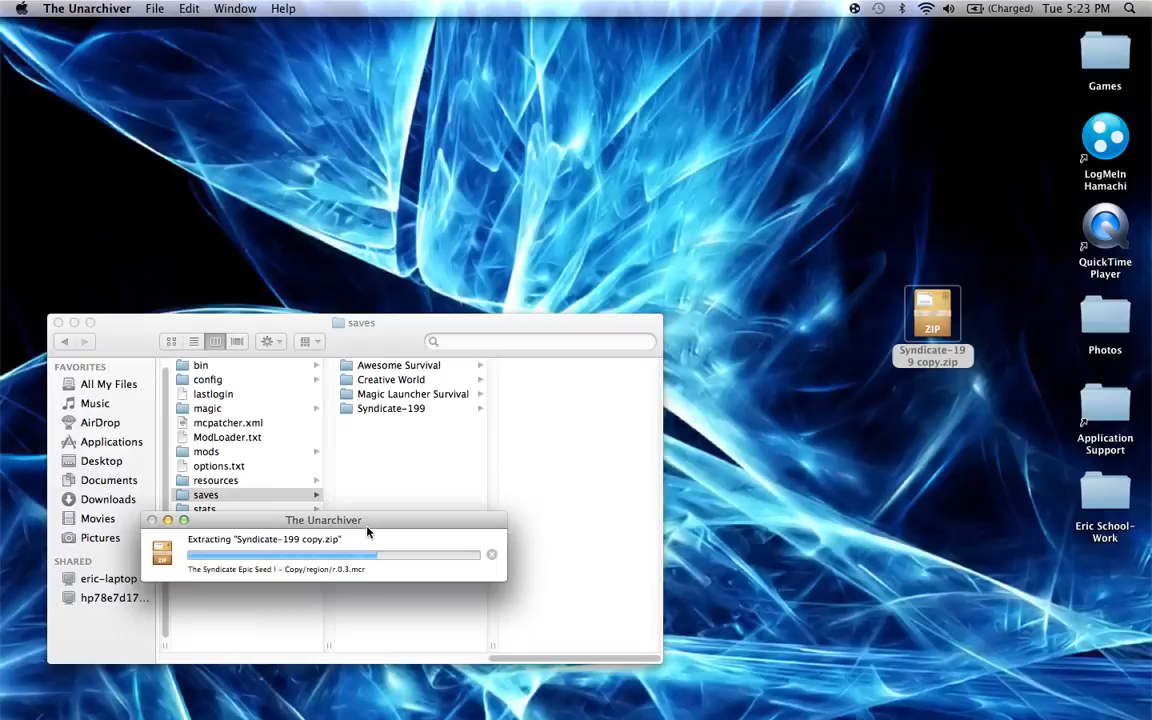 The Unarchiver File Edit Window Help
(Charged) Tue 5:23 PM
Games
LogMeIn
Hamachi
QuickTime
Player
ZIP
Syndicate-19
9 copy.zip
Photos
Application
Support
Eric School-
Work
saves
FAVORITES
All My Files
Music
AirDrop
Applications
Desktop
Documents
Downloads
Movies
Pictures
SHARED
eric-laptop
hp78e7d17...
bin
config
lastlogin
magic
mcpatcher.xml
ModLoader.txt
mods
options.txt
resources
saves
stats
Awesome Survival
Creative World
Magic Launcher Survival
Syndicate-199
The Unarchiver
ZIP
Extracting "Syndicate-199 copy.zip"
The Syndicate Epic Seed ! - Copy/region/r.0.3.mcr